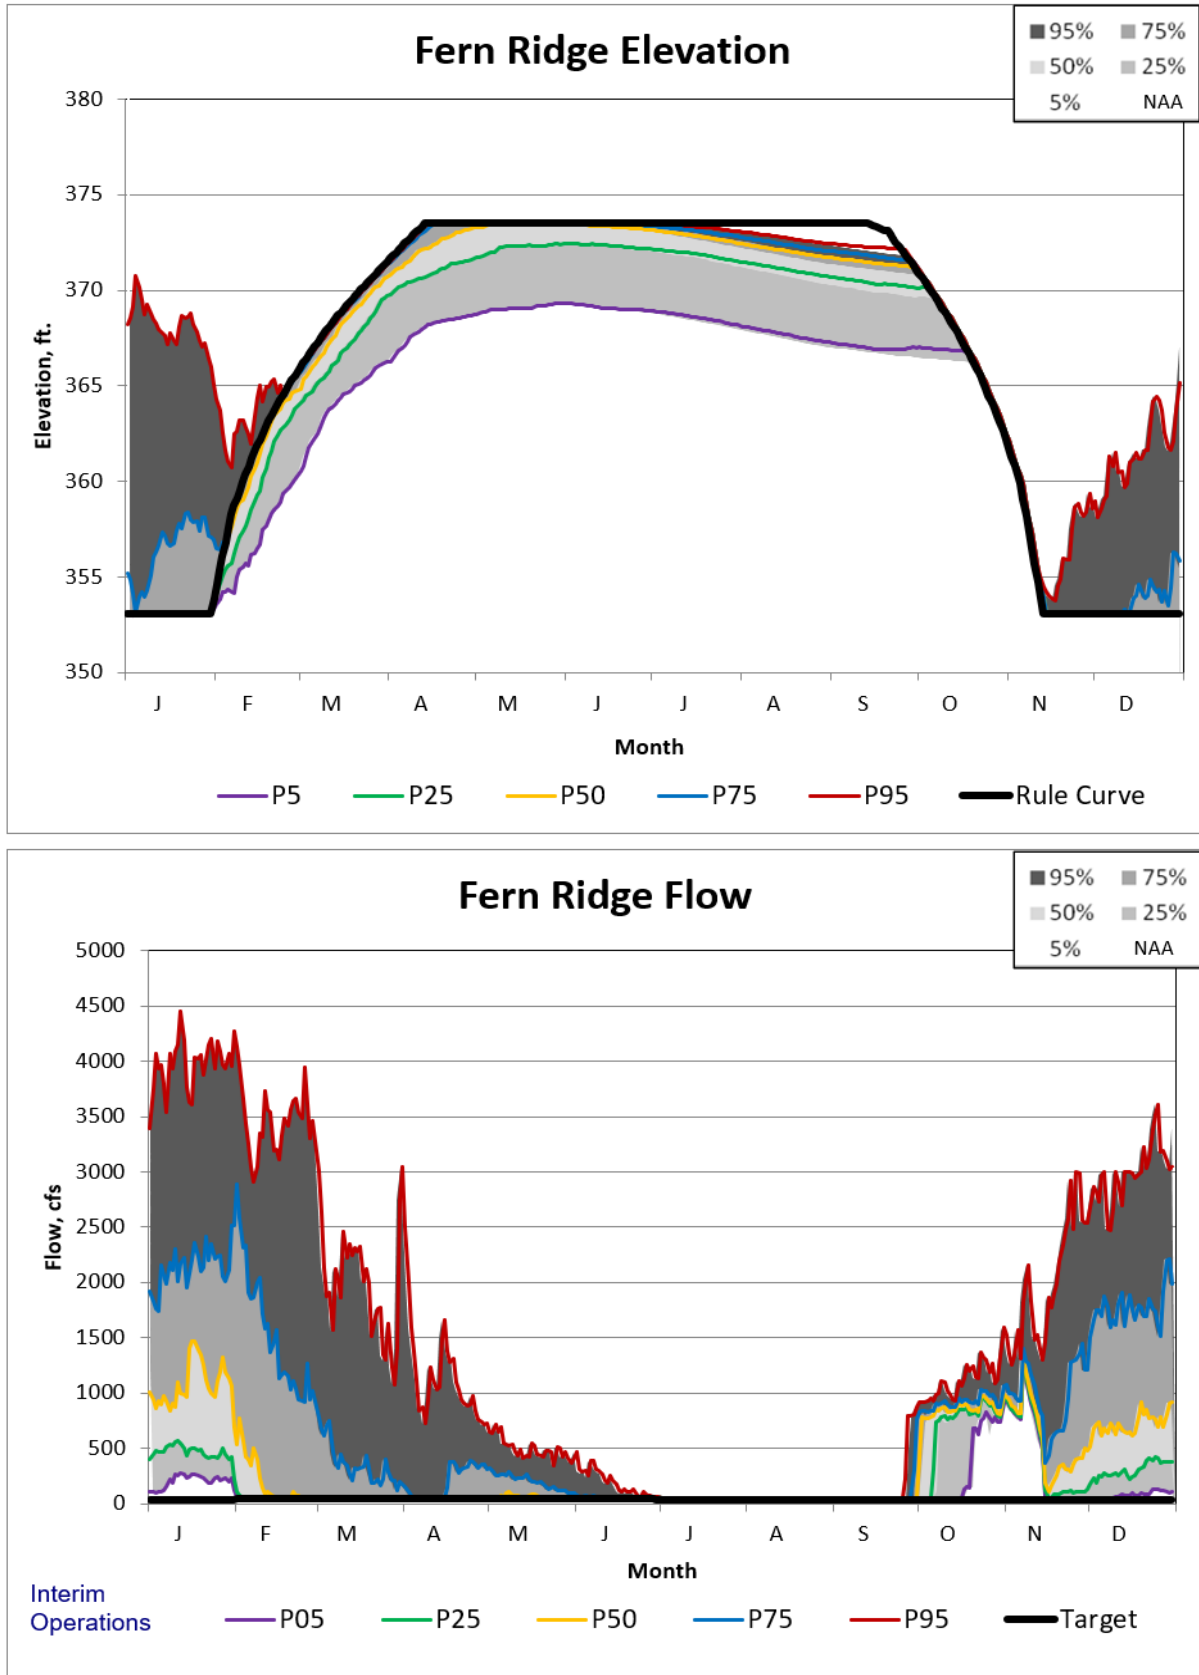 Fern Ridge Elevation
95% 75%
50% 25%
5% NAA
380
375
370
365
360
355
350
Elevation, ft.
J F M A M J J A S O N D
Month
P5 P25 P50 P75 P95 Rule Curve
Fern Ridge Flow
95% 75%
50% 25%
5% NAA
5000
4500
4000
3500
3000
2500
2000
1500
1000
500
0
Flow, cfs
J F M A M J J A S O N D
Month
Interim
Operations
P05 P25 P50 P75 P95 Target